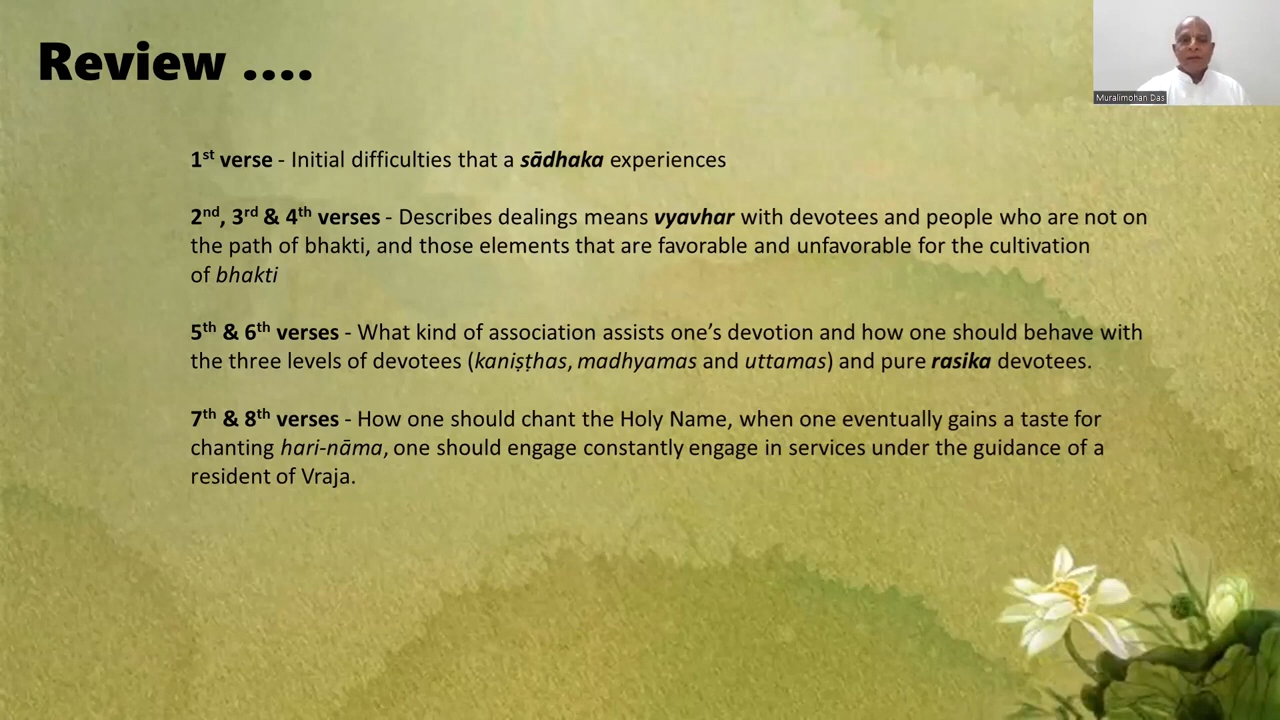 Review ....
Muralimohan Das
1st verse - Initial difficulties that a sādhaka experiences
2nd, 3rd & 4th verses - Describes dealings means vyavhar with devotees and people who are not on
the path of bhakti, and those elements that are favorable and unfavorable for the cultivation
of bhakti
5th & 6th verses - What kind of association assists one’s devotion and how one should behave with
the three levels of devotees (kaniṣṭhas, madhyamas and uttamas) and pure rasika devotees.
7th & 8th verses - How one should chant the Holy Name, when one eventually gains a taste for
chanting hari-nāma, one should engage constantly engage in services under the guidance of a
resident of Vraja.